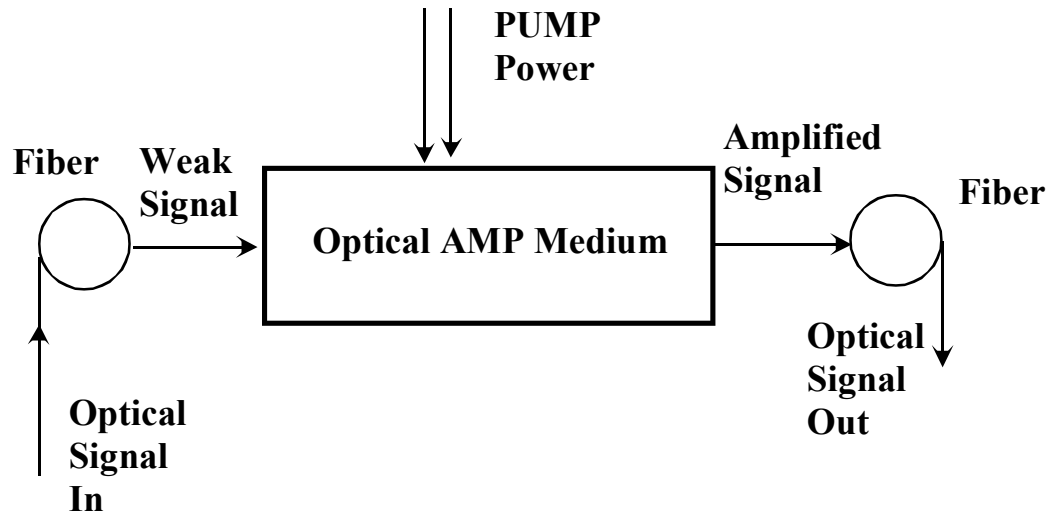 PUMP
Power
Fiber
Weak
Signal
Optical AMP Medium
Amplified
Signal
Fiber
Optical
Signal
In
Optical
Signal
Out